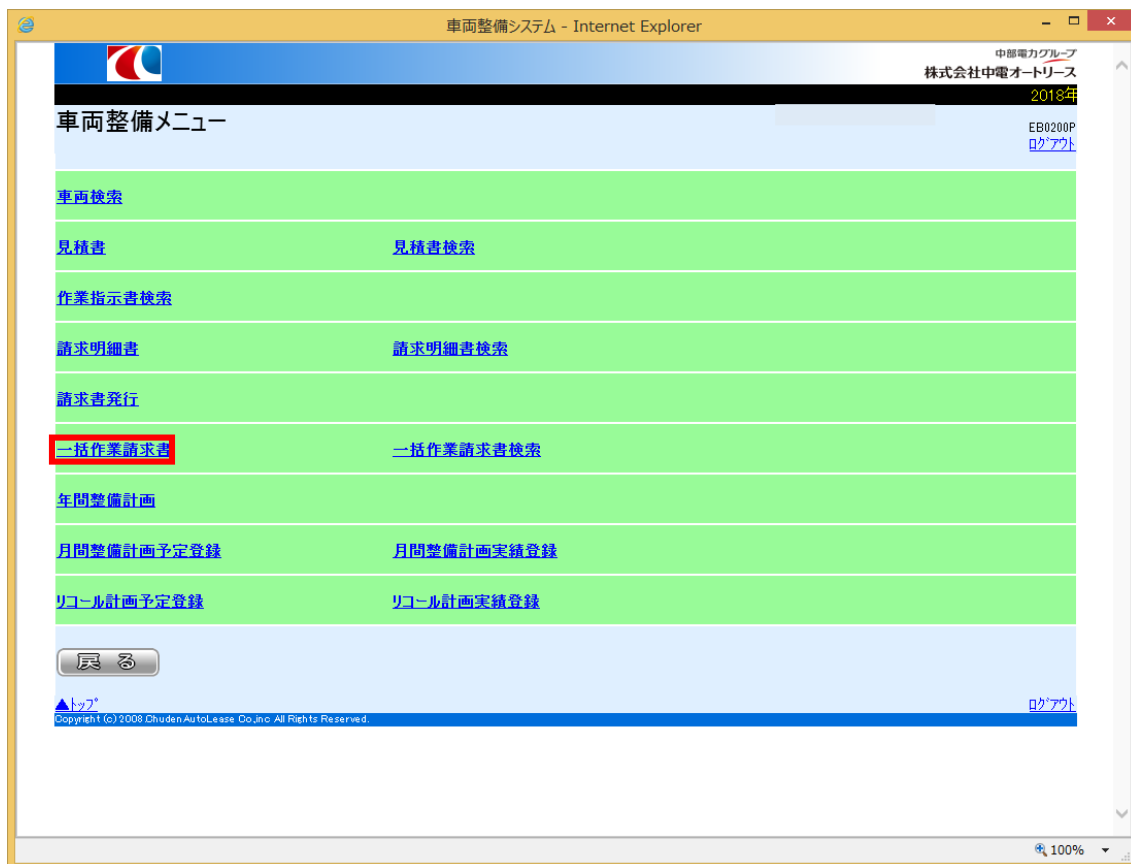 車両整備システム - Internet Explorer
中部電力グループ
株式会社中電オートリース
2018年
車両整備メニュー
EB0200P
ログアウト
車両検索
見積書 見積書検索
作業指示書検索
請求明細書 請求明細書検索
請求書発行
一括作業請求書 一括作業請求書検索
年間整備計画
月間整備計画予定登録 月間整備計画実績登録
リコール計画予定登録 リコール計画実績登録
戻る
▲トップ
ログアウト
Copyright (c) 2008 ChudenAutoLease Co.,inc All Rights Reserved.
100%